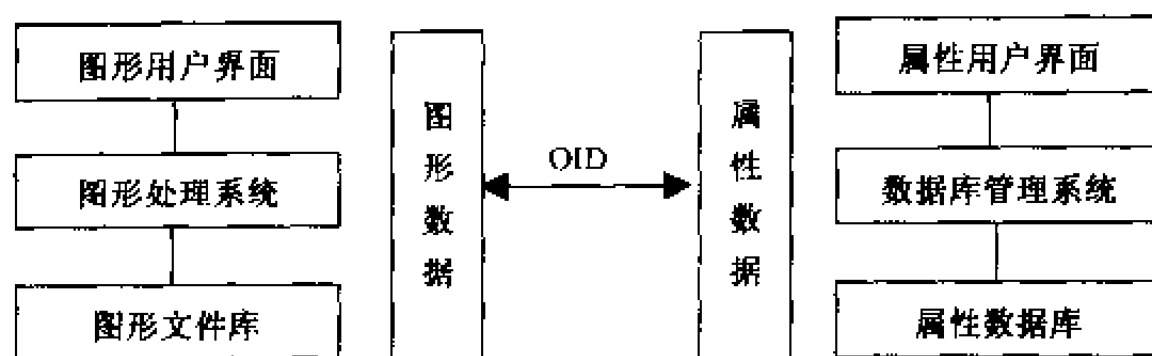 图形用户界面
图形处理系统
图形文件库
图形数据
OID
属性数据
属性用户界面
数据库管理系统
属性数据库